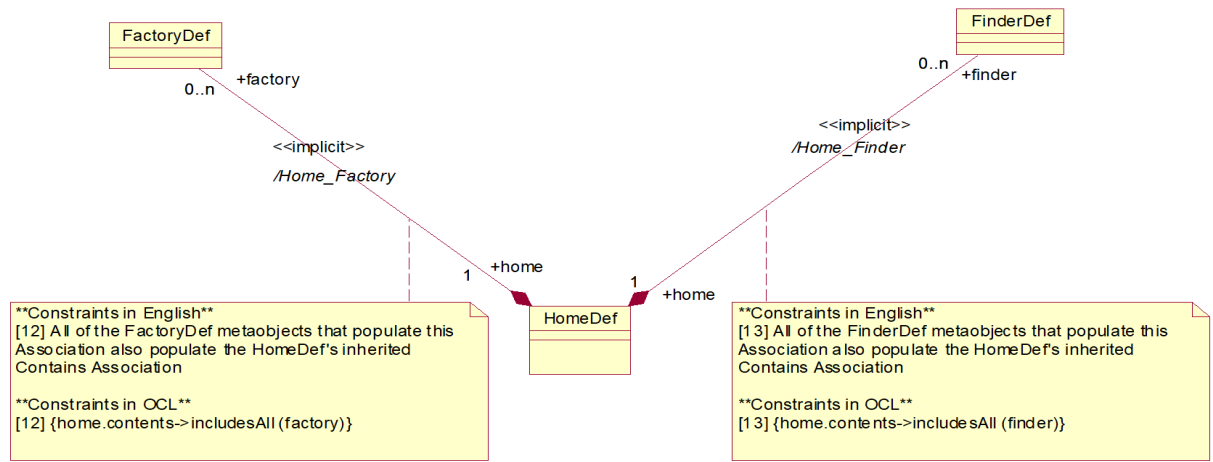 FactoryDef
FinderDef
0..n
+factory
0..n
+finder
<<implicit>>
/Home_Factory
<<implicit>>
/Home_Finder
1
+home
1
+home
HomeDef
**Constraints in English**
[12] All of the FactoryDef metaobjects that populate this
Association also populate the HomeDef's inherited
Contains Association
**Constraints in OCL**
[12] {home.contents->includesAll (factory)}
**Constraints in English**
[13] All of the FinderDef metaobjects that populate this
Association also populate the HomeDef's inherited
Contains Association
**Constraints in OCL**
[13] {home.contents->includesAll (finder)}